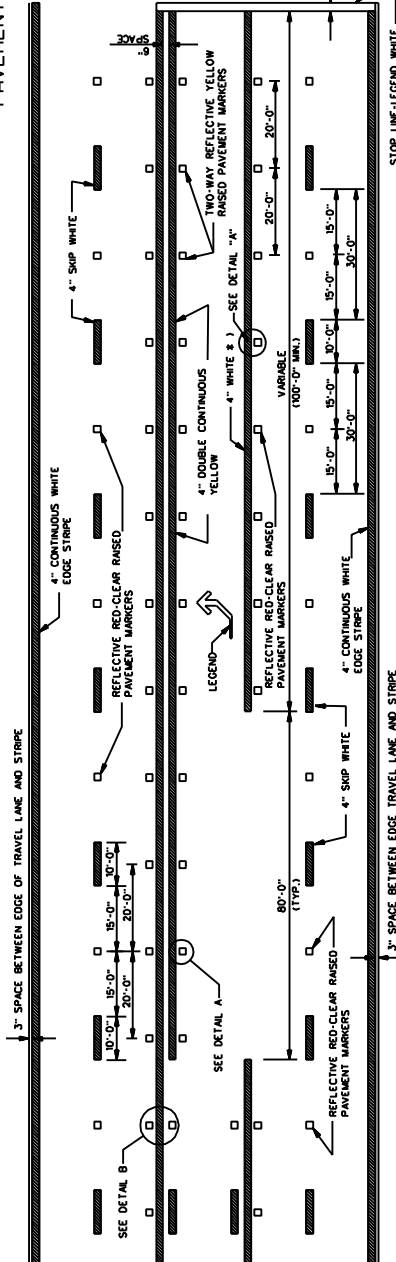 PAVEMENT
3" SPACE BETWEEN EDGE OF TRAVEL LANE AND STRIPE
4" CONTINUOUS WHITE
EDGE STRIPE
4" SKIP WHITE
REFLECTIVE RED-CLEAR RAISED
PAVEMENT MARKERS
10'-0"
15'-0"
15'-0"
10'-0"
20'-0"
20'-0"
6"
SPACE
SEE DETAIL B
SEE DETAIL A
TWO-WAY REFLECTIVE YELLOW
RAISED PAVEMENT MARKERS
4" DOUBLE CONTINUOUS
YELLOW
LEGEND
4" WHITE * )
SEE DETAIL "A"
20'-0"
20'-0"
REFLECTIVE RED-CLEAR RAISED
PAVEMENT MARKERS
80'-0"
(TYP.)
VARIABLE
(100'-0" MIN.)
15'-0"
15'-0"
10'-0"
15'-0"
15'-0"
30'-0"
30'-0"
REFLECTIVE RED-CLEAR RAISED
PAVEMENT MARKERS
4" SKIP WHITE
4" CONTINUOUS WHITE
EDGE STRIPE
3" SPACE BETWEEN EDGE TRAVEL LANE AND STRIPE
STOP LINE-LEGEND WHITE